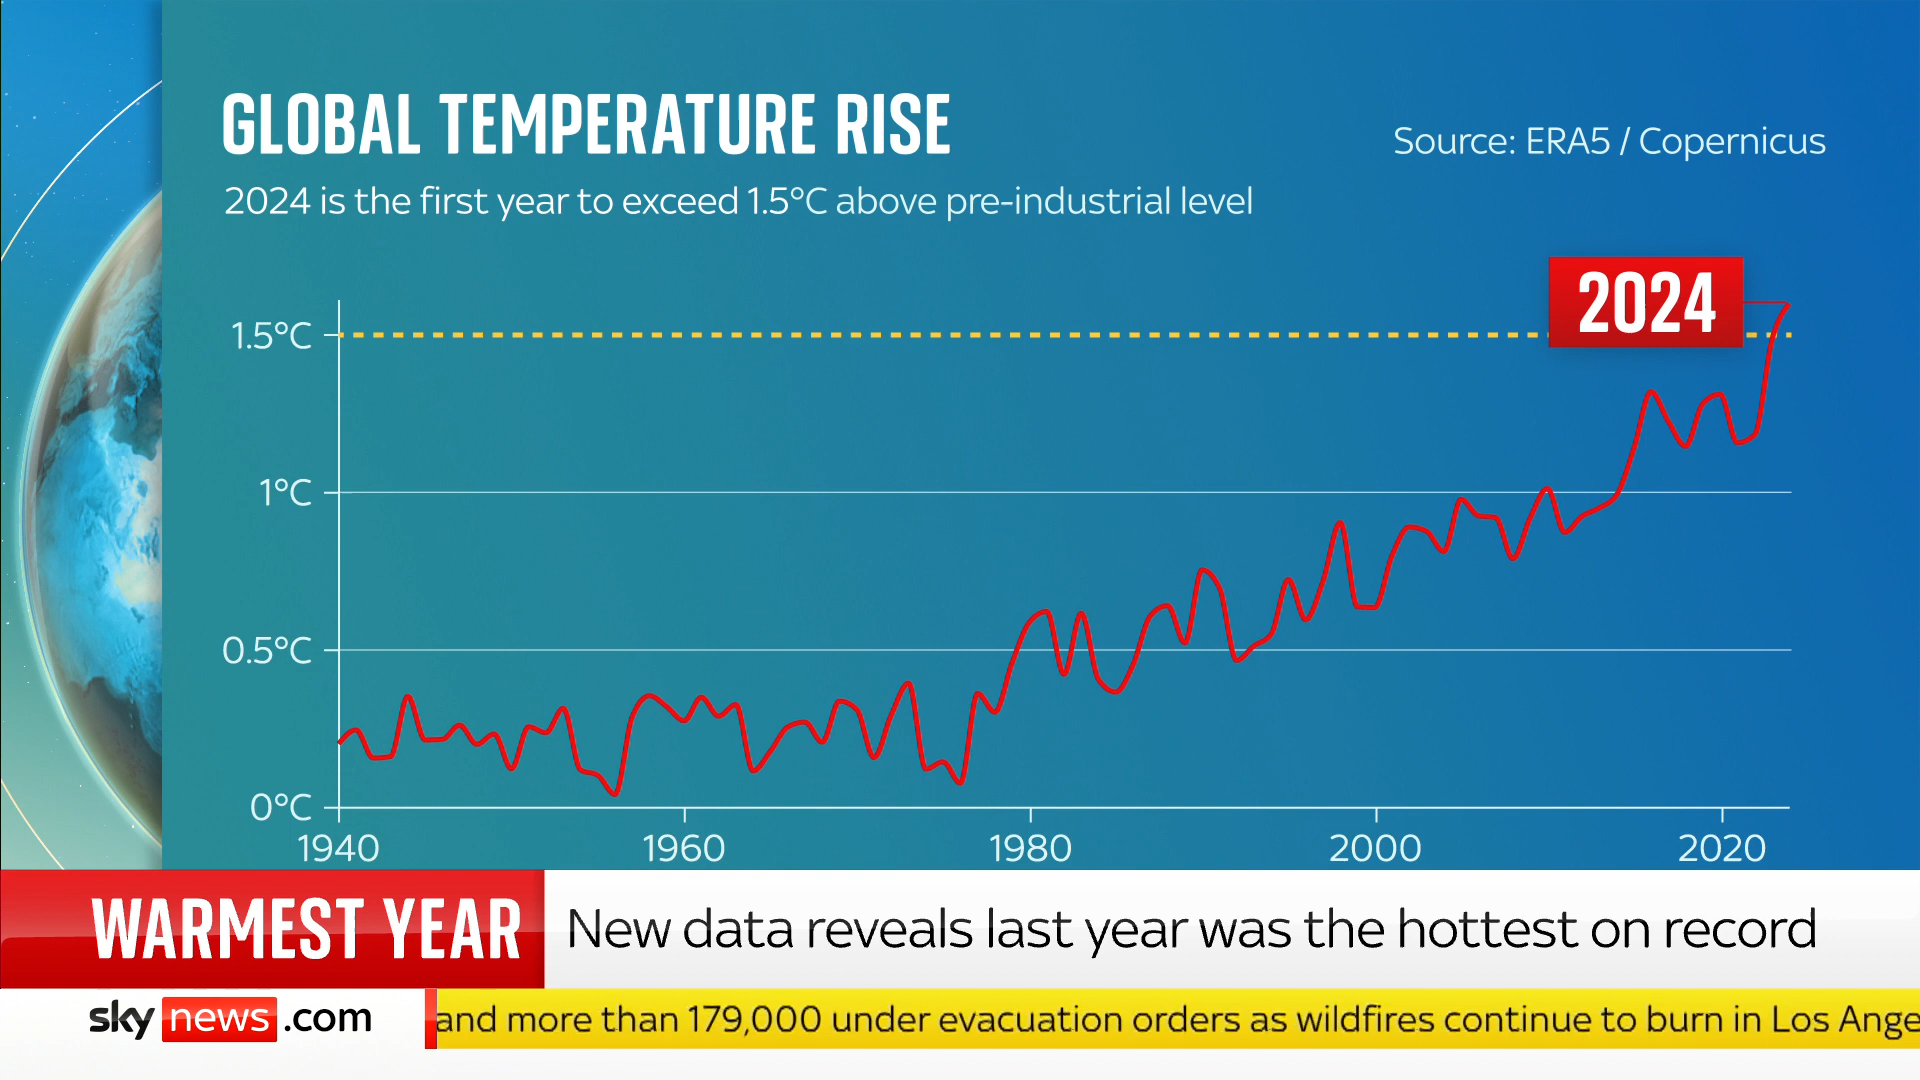 GLOBAL TEMPERATURE RISE
Source: ERA5 / Copernicus
2024 is the first year to exceed 1.5°C above pre-industrial level
2024
1.5°C
1°C
0.5°C
0°C
1940 1960 1980 2000 2020
WARMEST YEAR
New data reveals last year was the hottest on record
sky news.com
and more than 179,000 under evacuation orders as wildfires continue to burn in Los Ange